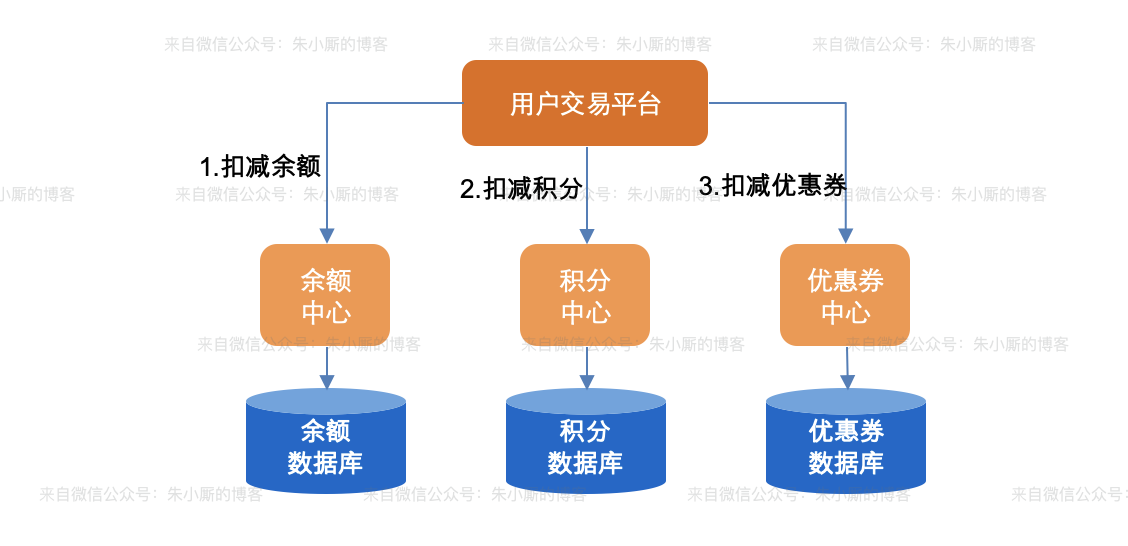 来自微信公众号：朱小厮的博客
来自微信公众号：朱小厮的博客
来自微信公众号：朱小厮的博客
用户交易平台
1.扣减余额
2.扣减积分
3.扣减优惠券
小厮的博客
来自微信公众号：朱小厮的博客
来自微信公众号：朱小厮的博客
来自微信公众号：朱小厮的博客
余额
中心
积分
中心
优惠券
中心
来自微信公众号：朱小厮的博客
来自微信公众号：朱小厮的博客
来自微信公众号：朱小厮的博客
余额
数据库
积分
数据库
优惠券
数据库
来自微信公众号：朱小厮的博客
来自微信公众号：朱小厮的博客
来自微信公众号：朱小厮的博客
来自微信公众号：